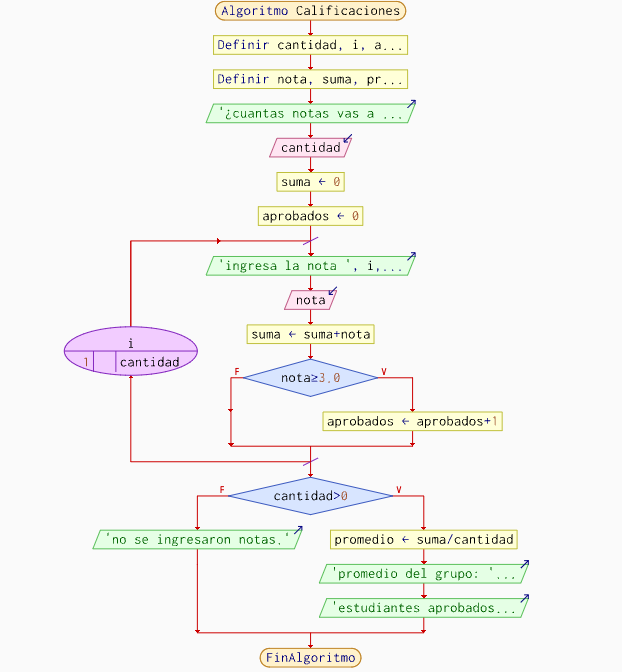 Algoritmo Calificaciones
Definir cantidad, i, a...
Definir nota, suma, pr...
'¿cuantas notas vas a ...
cantidad
suma ← 0
aprobados ← 0
'ingresa la nota ', i,...
nota
suma ← suma+nota
i
1 cantidad
F nota≥3.0 V
aprobados ← aprobados+1
F cantidad>0 V
'no se ingresaron notas.'
promedio ← suma/cantidad
'promedio del grupo: '...
'estudiantes aprobados...
FinAlgoritmo